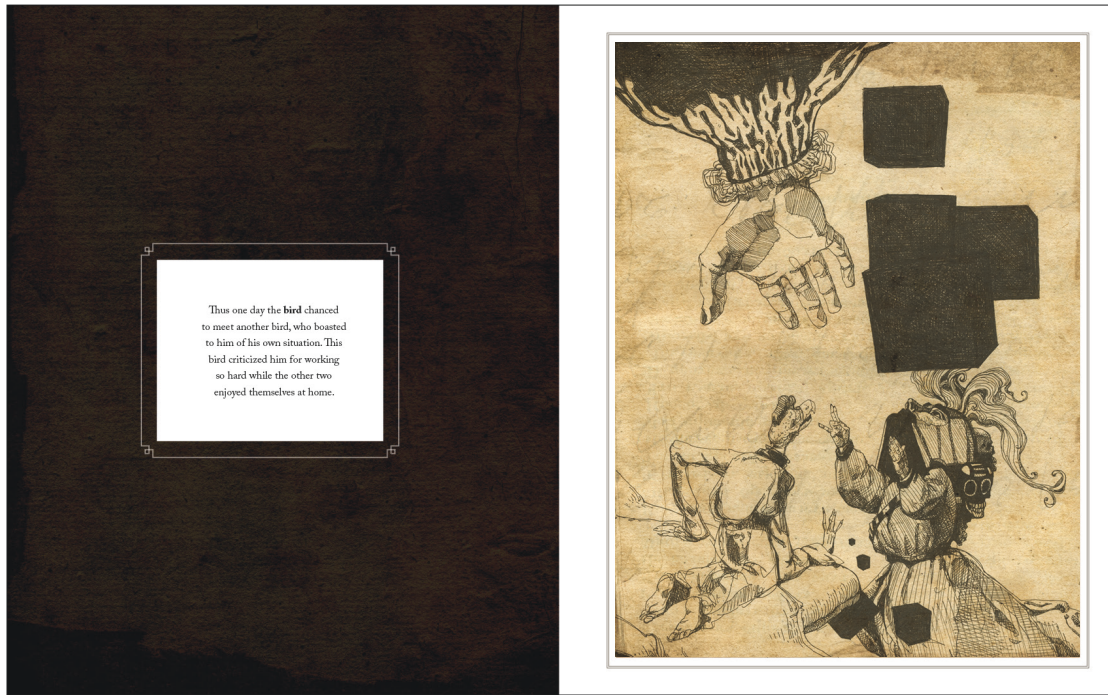 Thus one day the bird chanced
to meet another bird, who boasted
to him of his own situation. This
bird criticized him for working
so hard while the other two
enjoyed themselves at home.